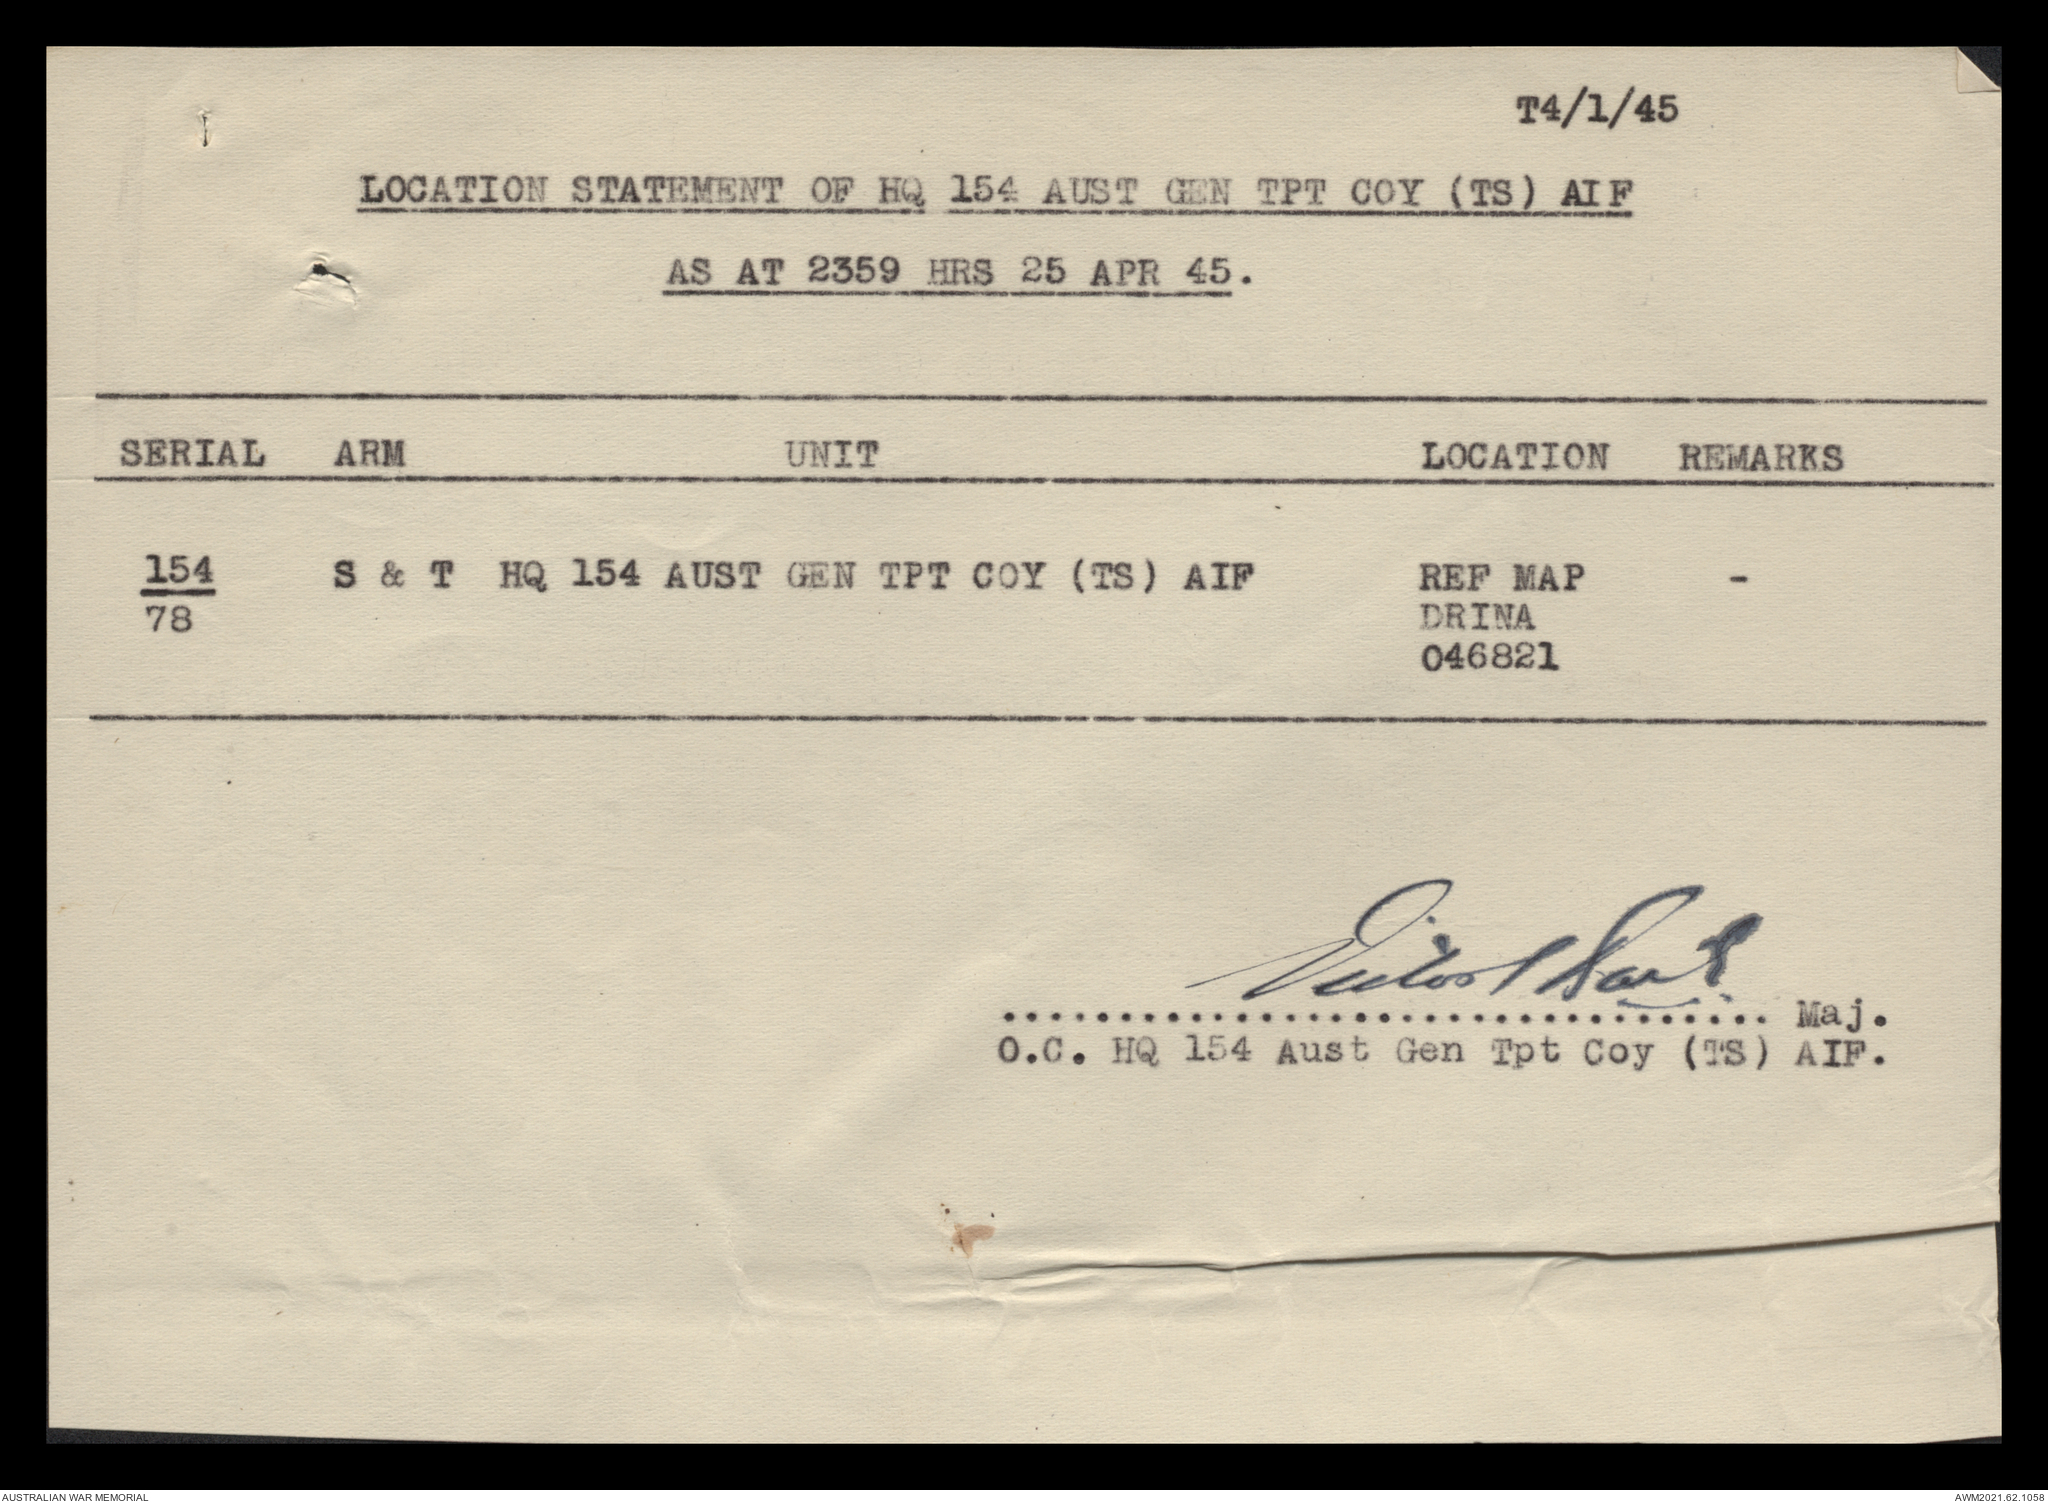 T4/1/45
LOCATION STATEMENT OF HQ 154 AUST GEN TPT COY (TS) AIF
AS AT 2359 HRS 25 APR 45.
SERIAL ARM UNIT LOCATION REMARKS
154 S & T HQ 154 AUST GEN TPT COY (TS) AIF REF MAP -
78 DRINA
046821
Victor
................................. Maj.
O.C. HQ 154 Aust Gen Tpt Coy (TS) AIF.
AUSTRALIAN WAR MEMORIAL AWM2021.62.1058